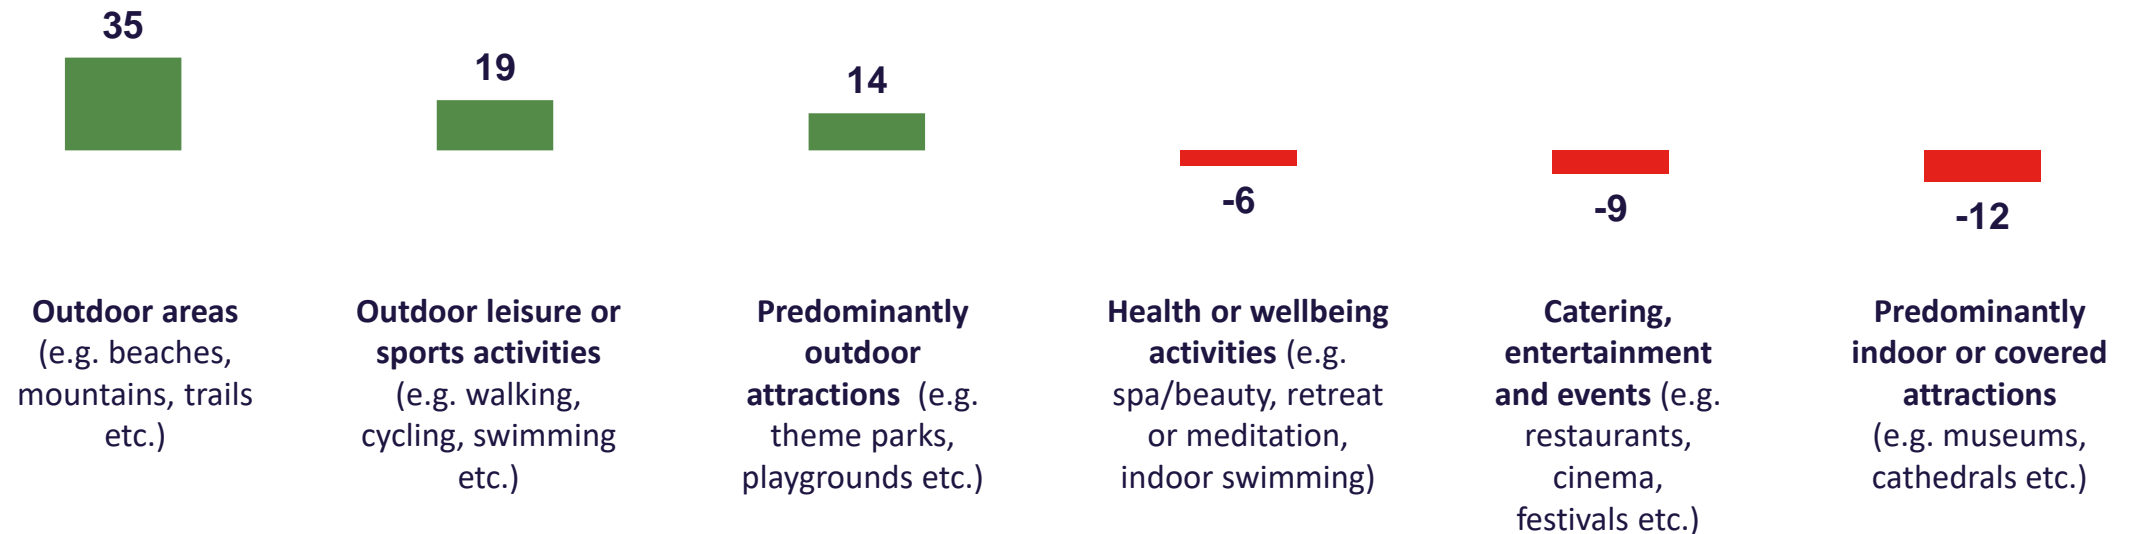 35
19
14
-6
-9
-12
Outdoor areas
(e.g. beaches,
mountains, trails
etc.)
Outdoor leisure or
sports activities
(e.g. walking,
cycling, swimming
etc.)
Predominantly
outdoor
attractions (e.g.
theme parks,
playgrounds etc.)
Health or wellbeing
activities (e.g.
spa/beauty, retreat
or meditation,
indoor swimming)
Catering,
entertainment
and events (e.g.
restaurants,
cinema,
festivals etc.)
Predominantly
indoor or covered
attractions
(e.g. museums,
cathedrals etc.)